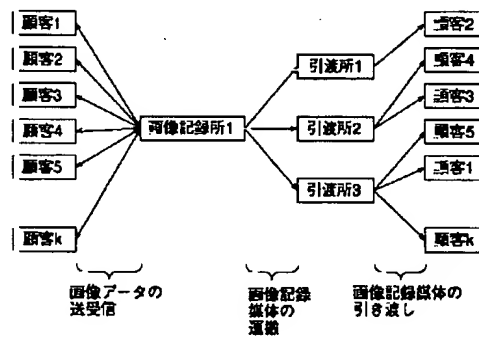 顧客1
顧客2
顧客3
顧客4
顧客5
顧客k
画像記録所1
引渡所1
引渡所2
引渡所3
顧客2
顧客4
顧客3
顧客5
顧客1
顧客k
画像データの
送受信
画像記録
媒体の
運搬
画像記録媒体の
引き渡し